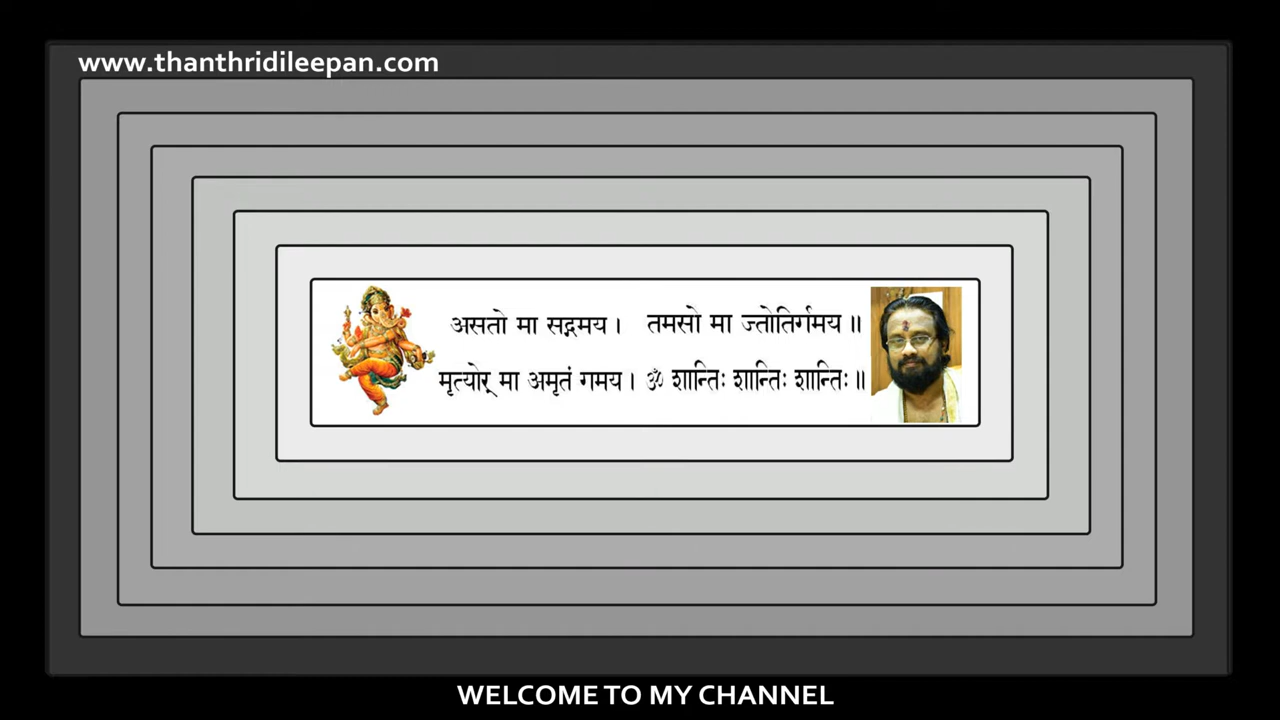 www.thanthridileepan.com
असतो मा सद्गमय । तमसो मा ज्तोतिर्गमय ॥
मृत्योर् मा अमृतं गमय । ॐ शान्तिः शान्तिः शान्तिः ॥
WELCOME TO MY CHANNEL